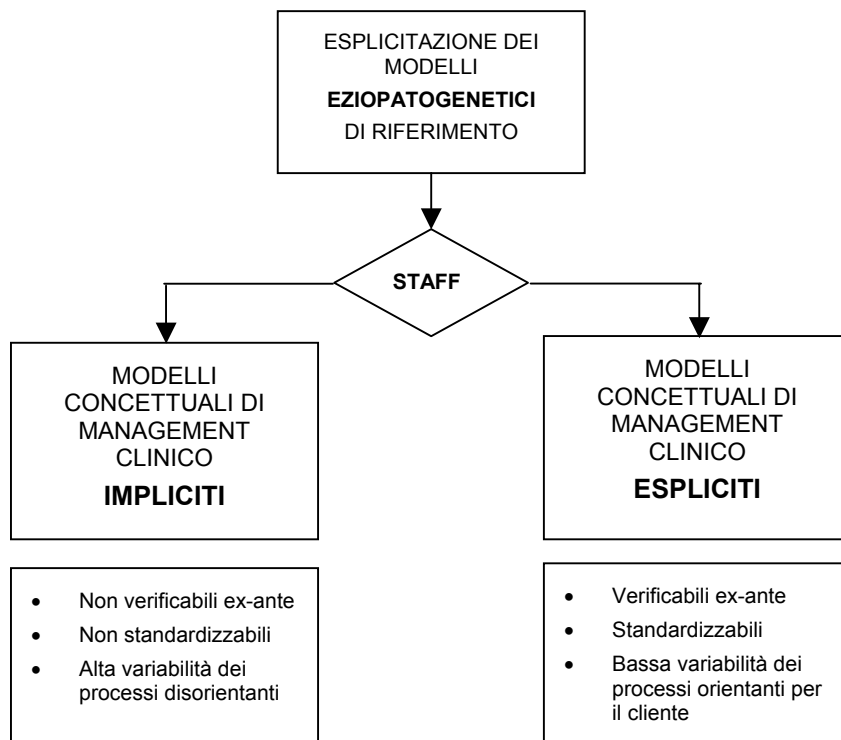 ESPLICITAZIONE DEI
MODELLI
EZIOPATOGENETICI
DI RIFERIMENTO
STAFF
MODELLI
CONCETTUALI DI
MANAGEMENT
CLINICO
IMPLICITI
MODELLI
CONCETTUALI DI
MANAGEMENT
CLINICO
ESPLICITI
• Non verificabili ex-ante
• Non standardizzabili
• Alta variabilità dei
processi disorientanti
• Verificabili ex-ante
• Standardizzabili
• Bassa variabilità dei
processi orientanti per
il cliente